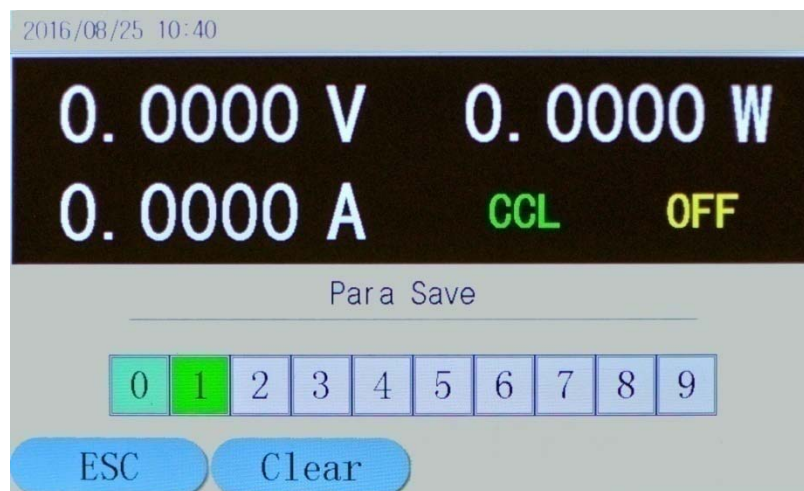 2016/08/25 10:40
0.0000 V 0.0000 W
0.0000 A CCL OFF
Para Save
0 1 2 3 4 5 6 7 8 9
ESC Clear